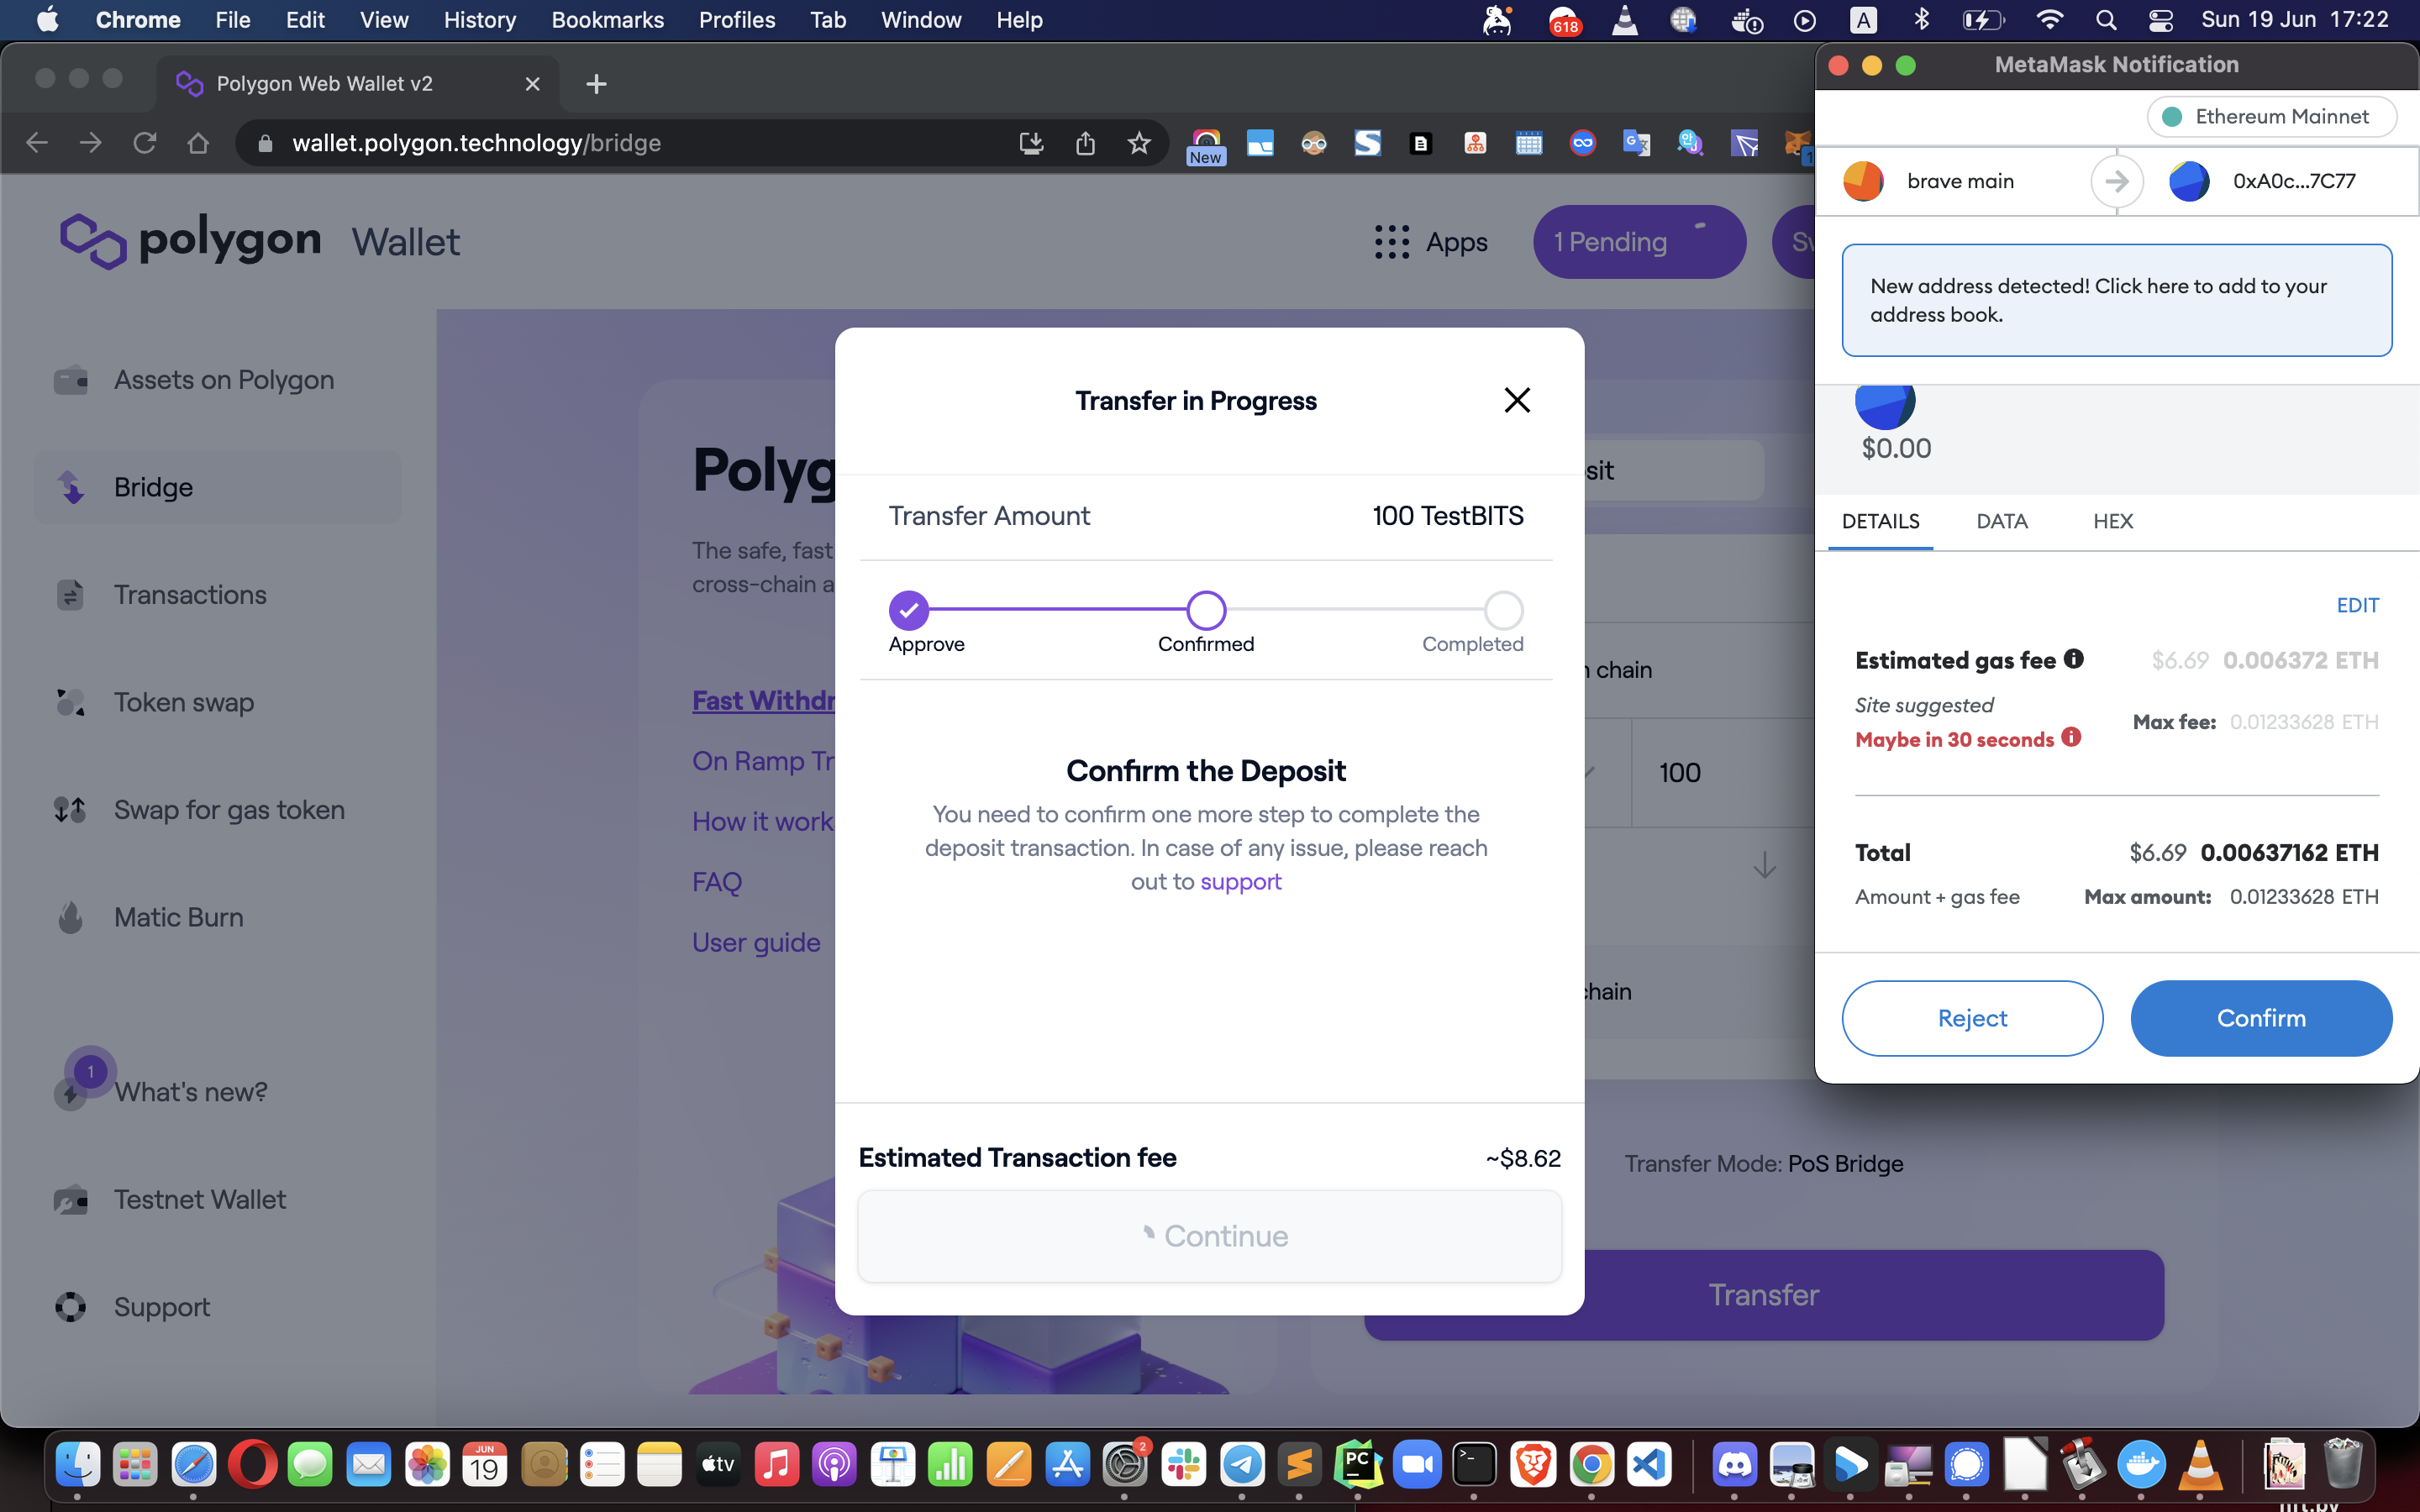 Chrome File Edit View History Bookmarks Profiles Tab Window Help
618
A
Sun 19 Jun 17:22
Polygon Web Wallet v2
wallet.polygon.technology/bridge
New
polygon Wallet
Apps
1 Pending
Assets on Polygon
Bridge
Transactions
Token swap
Swap for gas token
Matic Burn
1
What's new?
Testnet Wallet
Support
Polyg
The safe, fast
cross-chain a
Fast Withdr
On Ramp Tr
How it work
FAQ
User guide
Transfer in Progress
Transfer Amount 100 TestBITS
Approve Confirmed Completed
Confirm the Deposit
You need to confirm one more step to complete the
deposit transaction. In case of any issue, please reach
out to support
Estimated Transaction fee ~$8.62
Continue
sit
chain
100
chain
Transfer Mode: PoS Bridge
Transfer
MetaMask Notification
Ethereum Mainnet
brave main
0xA0c...7C77
New address detected! Click here to add to your
address book.
$0.00
DETAILS DATA HEX
EDIT
Estimated gas fee $6.69 0.006372 ETH
Site suggested
Max fee: 0.01233628 ETH
Maybe in 30 seconds
Total $6.69 0.00637162 ETH
Amount + gas fee Max amount: 0.01233628 ETH
Reject Confirm
JUN
19
tv
2
PC